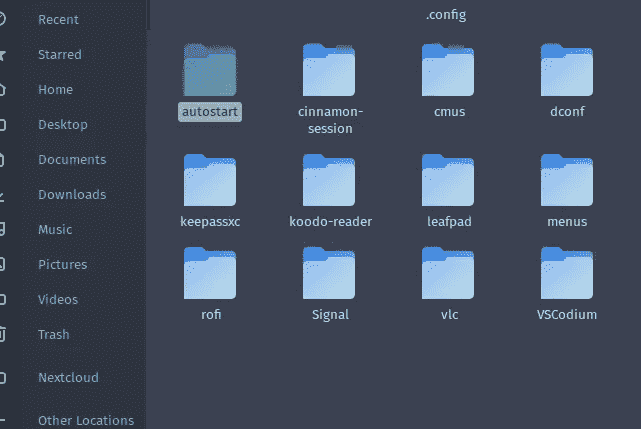 .config
Recent
Starred
Home
Desktop
Documents
Downloads
Music
Pictures
Videos
Trash
Nextcloud
Other Locations
autostart
cinnamon-
session
cmus
dconf
keepassxc
koodo-reader
leafpad
menus
rofi
Signal
vlc
VSCodium